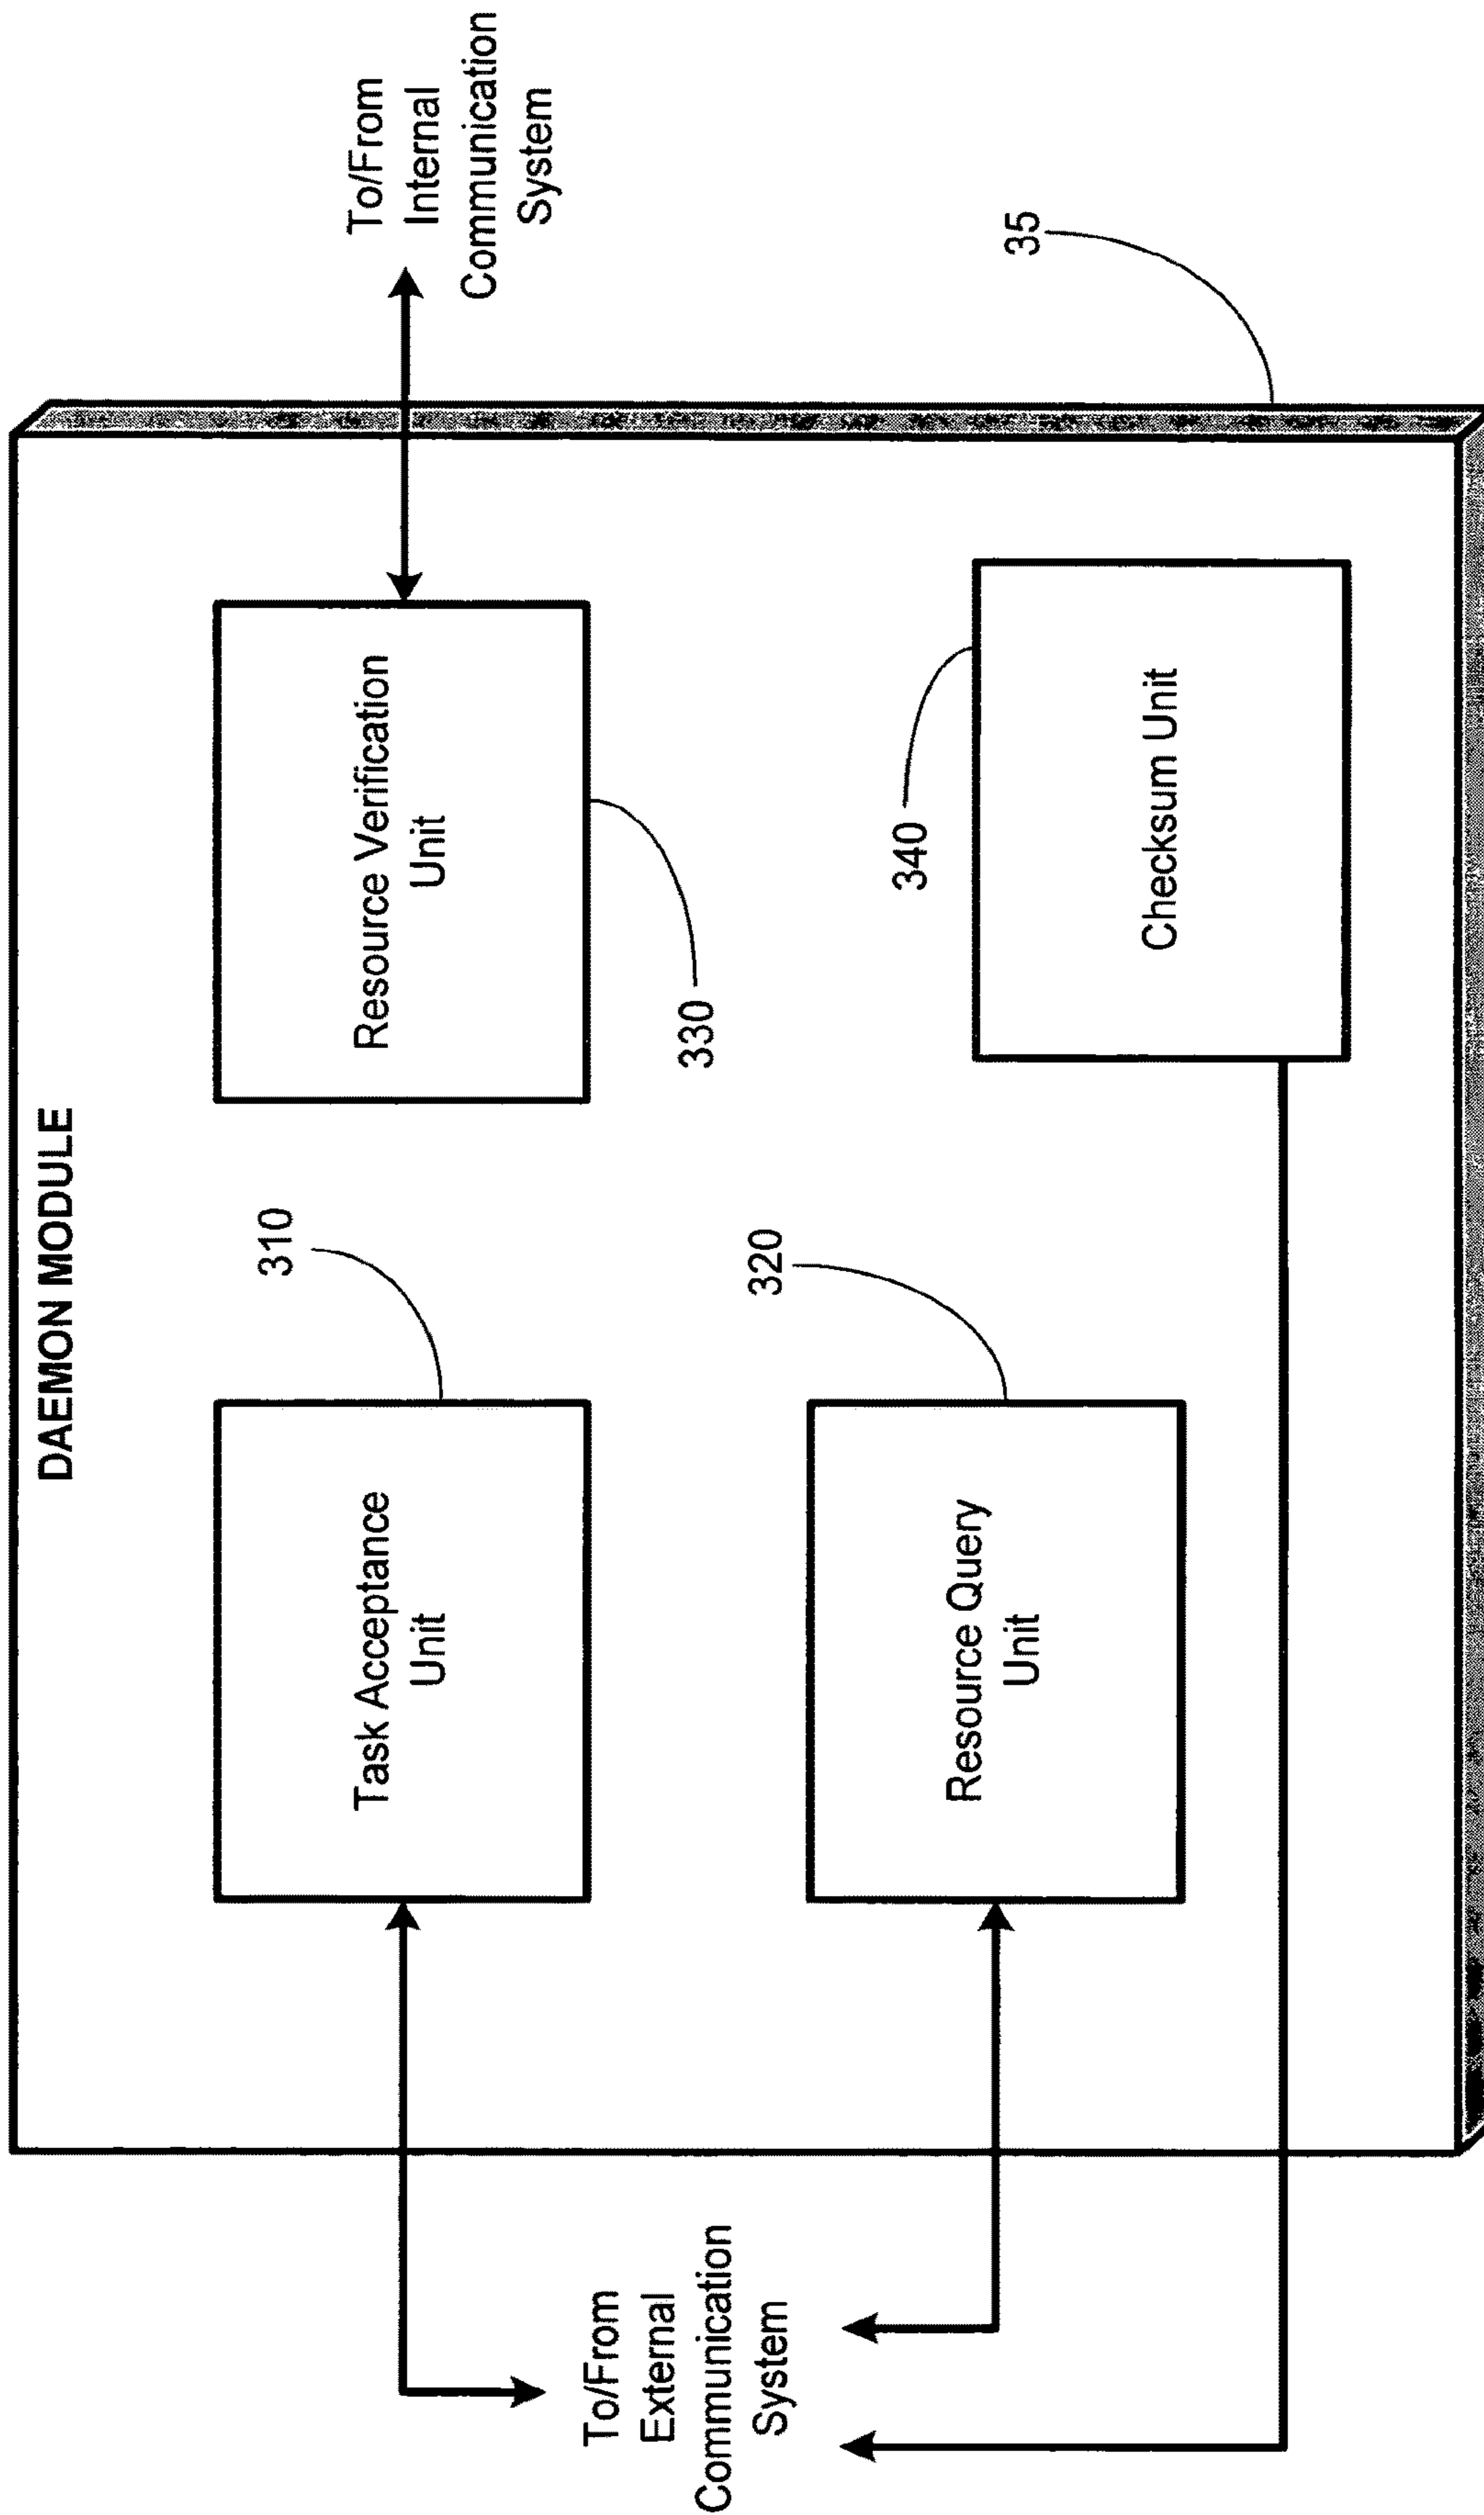 DAEMON MODULE
To/From
External
Communication
System
Task Acceptance
Unit
310
Resource Query
Unit
320
Resource Verification
Unit
330
Checksum Unit
340
To/From
Internal
Communication
System
35